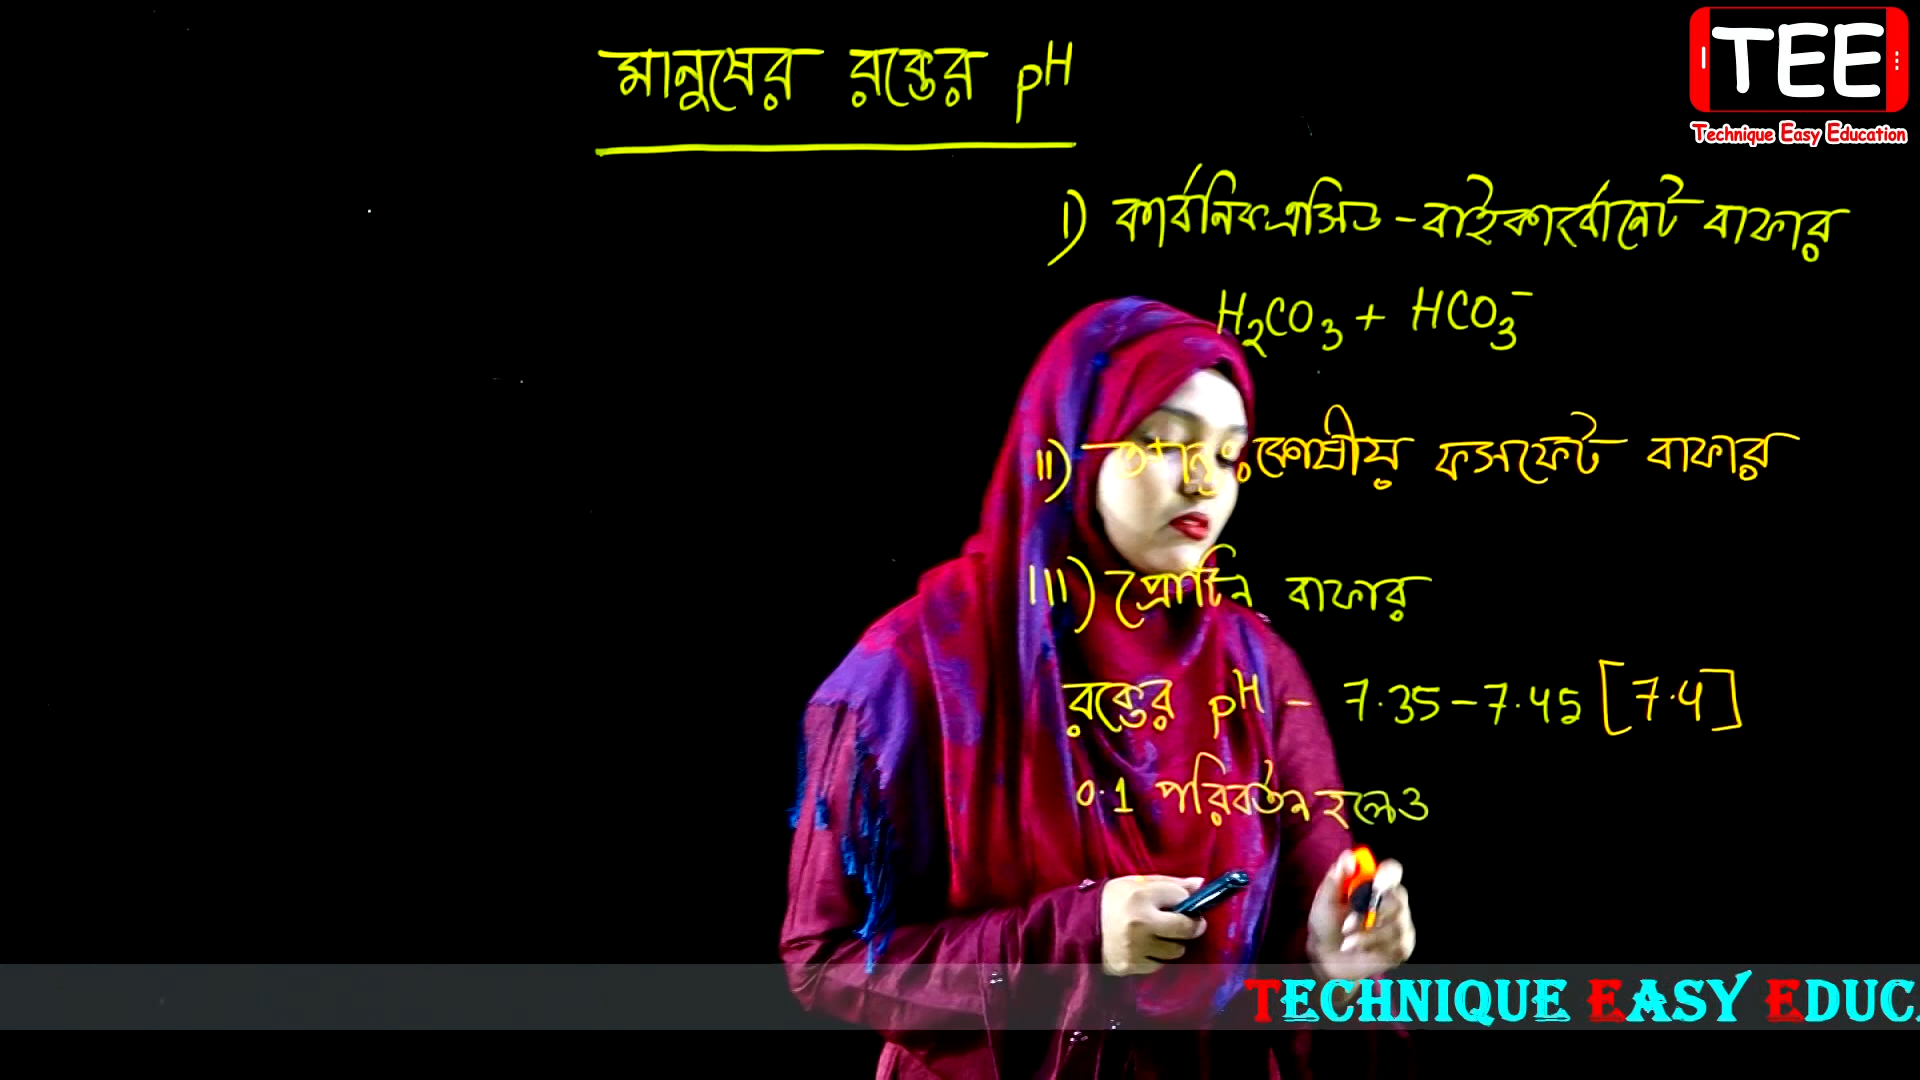 মানুষের রক্তের pH
TEE
Technique Easy Education
I) কার্বনিকএসিড - বাইকার্বোনেট বাফার
H₂CO₃ + HCO₃⁻
II) আন্তঃকোষীয় ফসফেট বাফার
III) প্রোটিন বাফার
রক্তের pH - 7.35 - 7.45 [7.4]
0.1 পরিবর্তন হলেও
TECHNIQUE EASY EDUC